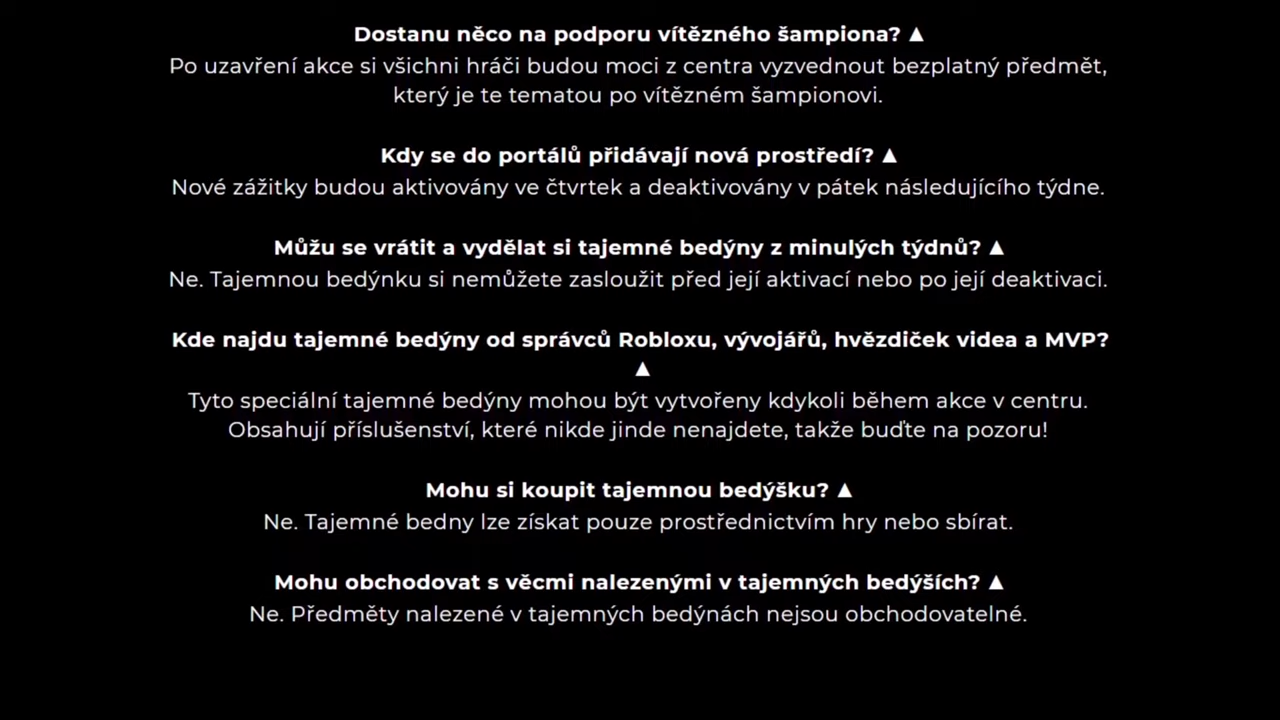 Dostanu něco na podporu vítězného šampiona? ▲
Po uzavření akce si všichni hráči budou moci z centra vyzvednout bezplatný předmět,
který je te tematou po vítězném šampionovi.
Kdy se do portálů přidávají nová prostředí? ▲
Nové zážitky budou aktivovány ve čtvrtek a deaktivovány v pátek následujícího týdne.
Můžu se vrátit a vydělat si tajemné bedýny z minulých týdnů? ▲
Ne. Tajemnou bedýnku si nemůžete zasloužit před její aktivací nebo po její deaktivaci.
Kde najdu tajemné bedýny od správců Robloxu, vývojářů, hvězdiček videa a MVP?
▲
Tyto speciální tajemné bedýny mohou být vytvořeny kdykoli během akce v centru.
Obsahují příslušenství, které nikde jinde nenajdete, takže buďte na pozoru!
Mohu si koupit tajemnou bedýšku? ▲
Ne. Tajemné bedny lze získat pouze prostřednictvím hry nebo sbírat.
Mohu obchodovat s věcmi nalezenými v tajemných bedýších? ▲
Ne. Předměty nalezené v tajemných bedýnách nejsou obchodovatelné.